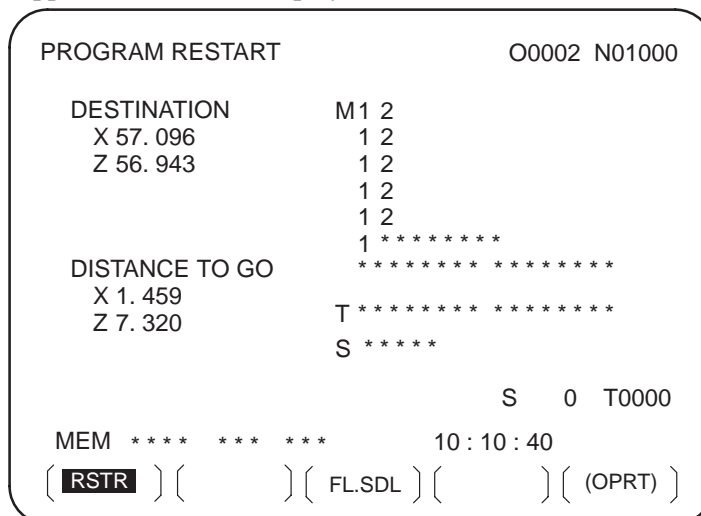 PROGRAM RESTART O0002 N01000
DESTINATION M 1 2
X 57. 096 1 2
Z 56. 943 1 2
1 2
1 2
1 * * * * * * * *
DISTANCE TO GO * * * * * * * * * * * * * * * *
X 1. 459
Z 7. 320 T * * * * * * * * * * * * * * * *
S * * * * *
S 0 T0000
MEM * * * * * * * * * * 10 : 10 : 40
[ RSTR ] [ ] [ FL.SDL ] [ ] [ (OPRT) ]